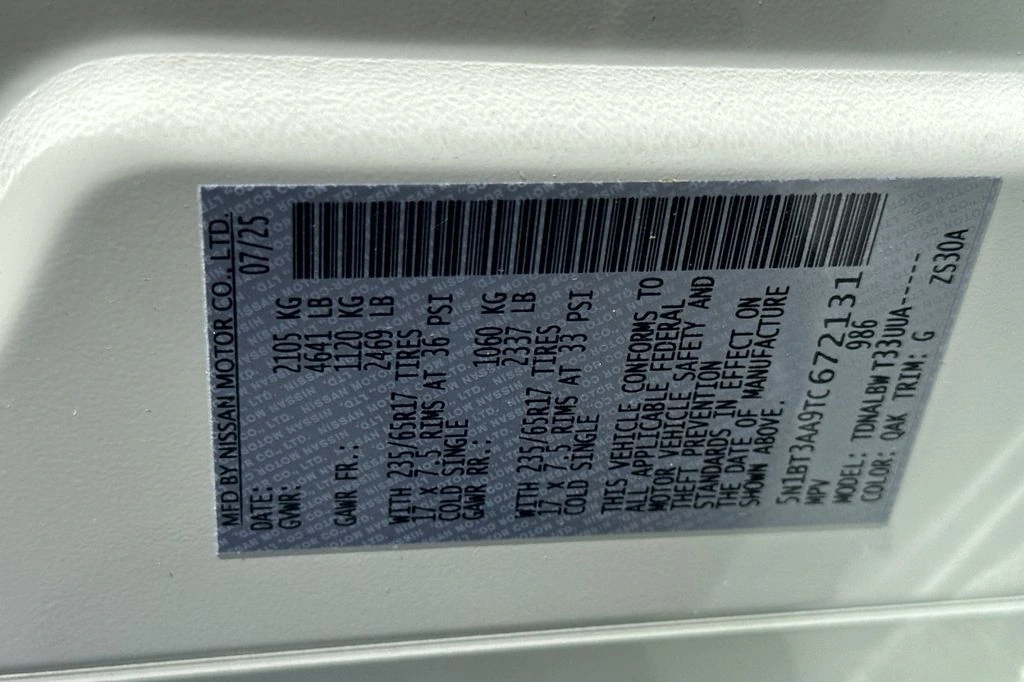 MFD BY NISSAN MOTOR CO., LTD.
DATE: 07/25
GVWR: 2105 KG
4641 LB
GAWR FR.: 1120 KG
2469 LB
WITH 235/65R17 TIRES
17 X 7.5 RIMS AT 36 PSI
COLD SINGLE
GAWR RR.: 1060 KG
2337 LB
WITH 235/65R17 TIRES
17 X 7.5 RIMS AT 33 PSI
COLD SINGLE
THIS VEHICLE CONFORMS TO
ALL APPLICABLE FEDERAL
MOTOR VEHICLE SAFETY AND
THEFT PREVENTION
STANDARDS IN EFFECT ON
THE DATE OF MANUFACTURE
SHOWN ABOVE.
5N1BT3AA9TC672131
MPV 986
MODEL: TDNALBW T33UUA-----
COLOR: QAK TRIM: G ZS30A